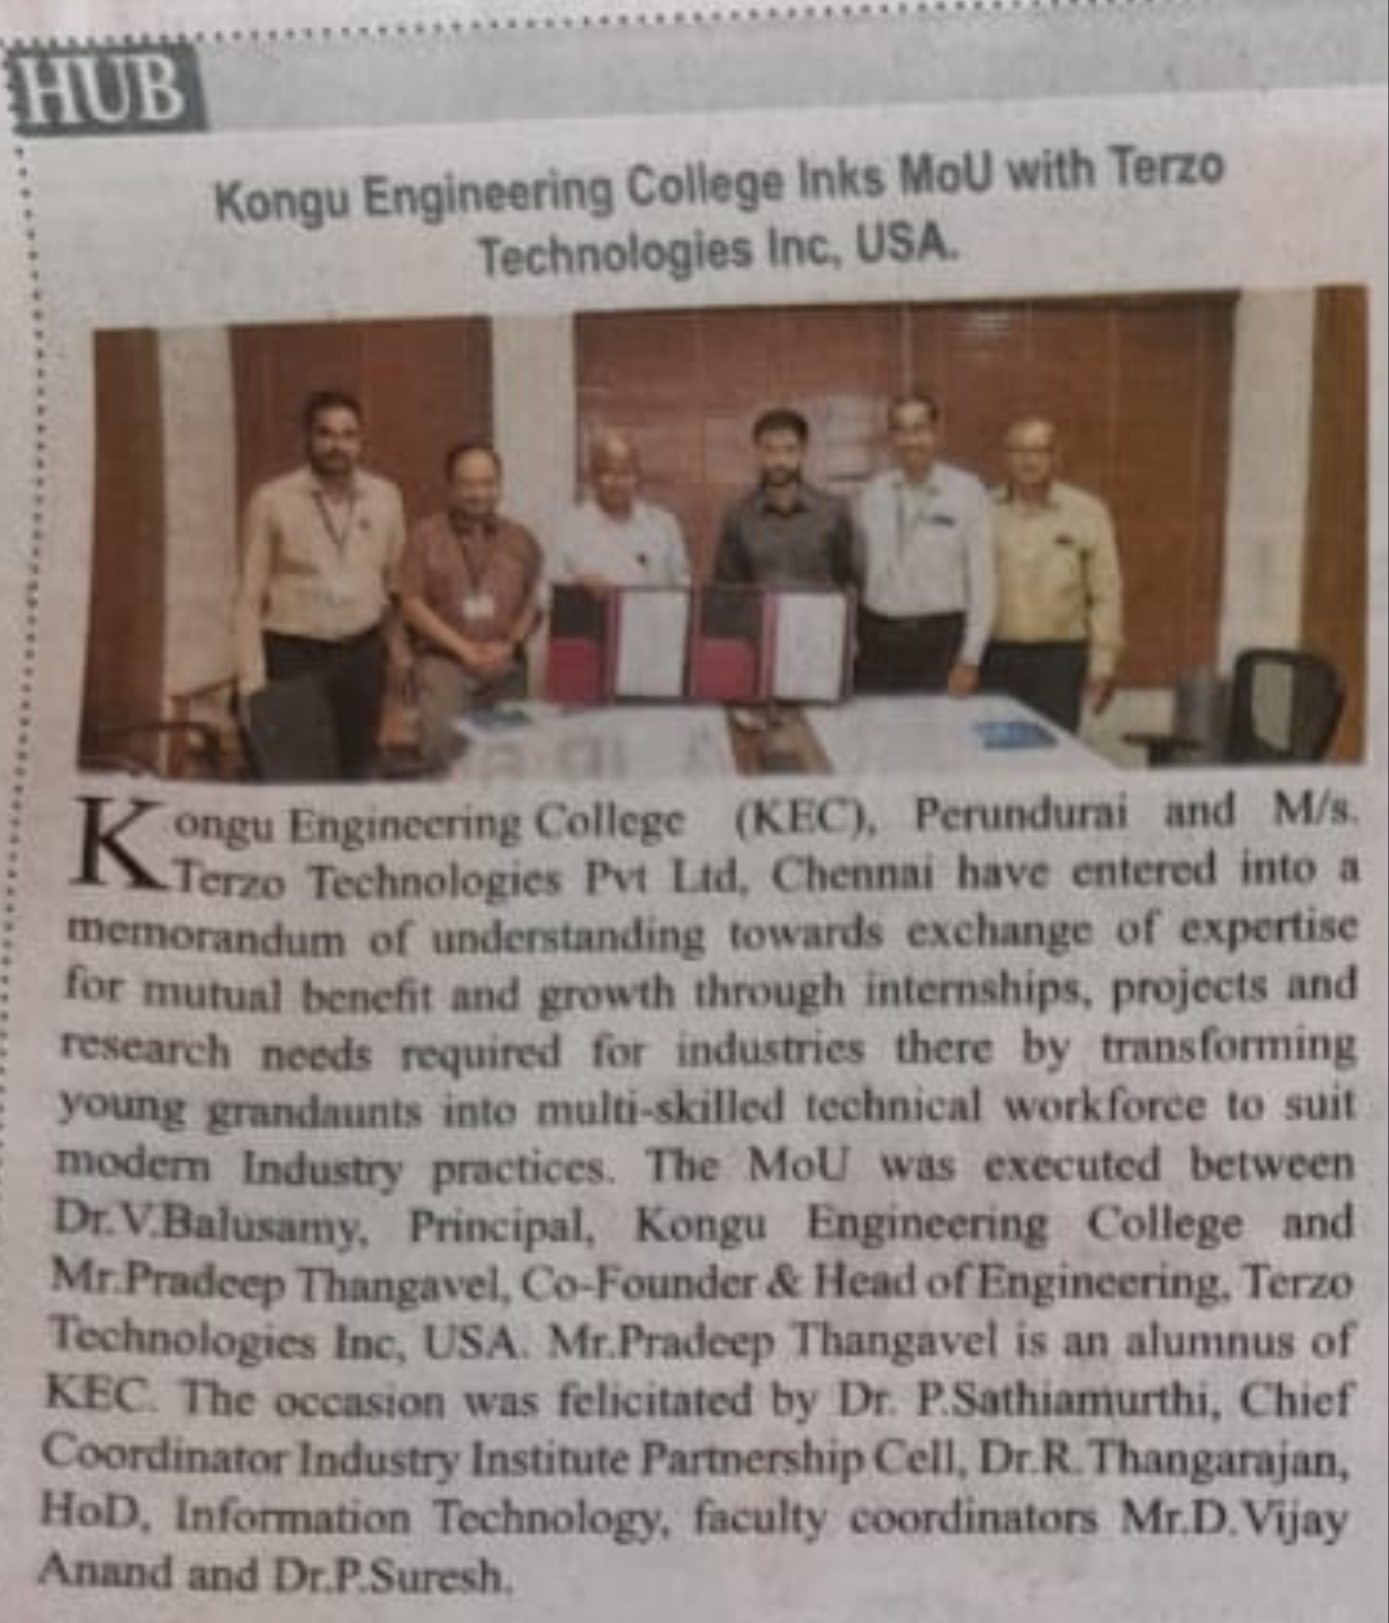 HUB
Kongu Engineering College Inks MoU with Terzo
Technologies Inc, USA.
Kongu Engineering College (KEC), Perundurai and M/s.
Terzo Technologies Pvt Ltd, Chennai have entered into a
memorandum of understanding towards exchange of expertise
for mutual benefit and growth through internships, projects and
research needs required for industries there by transforming
young grandaunts into multi-skilled technical workforce to suit
modern Industry practices. The MoU was executed between
Dr.V.Balusamy, Principal, Kongu Engineering College and
Mr.Pradeep Thangavel, Co-Founder & Head of Engineering, Terzo
Technologies Inc, USA. Mr.Pradeep Thangavel is an alumnus of
KEC. The occasion was felicitated by Dr. P.Sathiamurthi, Chief
Coordinator Industry Institute Partnership Cell, Dr.R.Thangarajan,
HoD, Information Technology, faculty coordinators Mr.D.Vijay
Anand and Dr.P.Suresh.